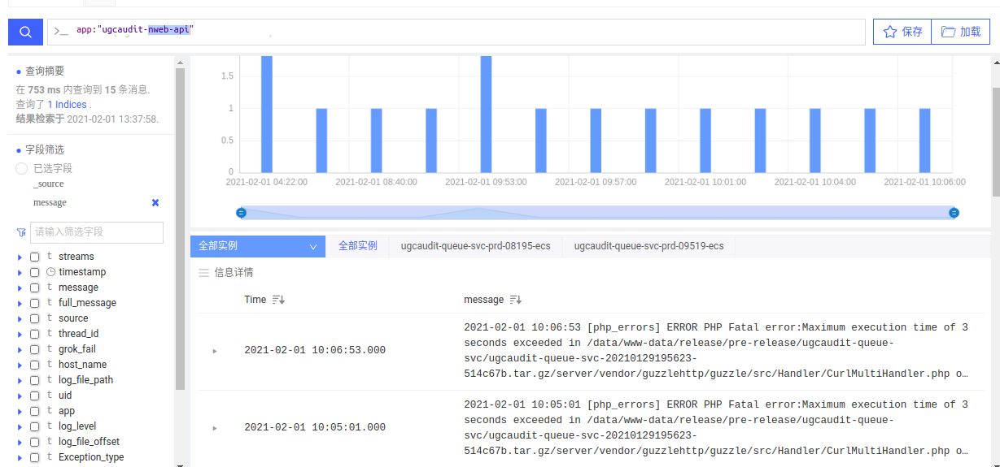 >_ app:"ugcaudit-nweb-api"
保存
加载
查询摘要
在 753 ms 内查询到 15 条消息.
查询了 1 Indices .
结果检索于 2021-02-01 13:37:58.
字段筛选
已选字段
_source
message
请输入筛选字段
t streams
timestamp
t message
t full_message
t source
t thread_id
t grok_fail
t host_name
t log_file_path
t uid
t app
t log_level
t log_file_offset
t Exception_type
1.5
1
0.5
0
2021-02-01 04:22:00 2021-02-01 08:40:00 2021-02-01 09:53:00 2021-02-01 09:57:00 2021-02-01 10:01:00 2021-02-01 10:04:00 2021-02-01 10:06:00
全部实例 全部实例 ugcaudit-queue-svc-prd-08195-ecs ugcaudit-queue-svc-prd-09519-ecs
信息详情
Time message
2021-02-01 10:06:53.000
2021-02-01 10:06:53 [php_errors] ERROR PHP Fatal error:Maximum execution time of 3
seconds exceeded in /data/www-data/release/pre-release/ugcaudit-queue-
svc/ugcaudit-queue-svc-20210129195623-
514c67b.tar.gz/server/vendor/guzzlehttp/guzzle/src/Handler/CurlMultiHandler.php o…
2021-02-01 10:05:01.000
2021-02-01 10:05:01 [php_errors] ERROR PHP Fatal error:Maximum execution time of 3
seconds exceeded in /data/www-data/release/pre-release/ugcaudit-queue-
svc/ugcaudit-queue-svc-20210129195623-
514c67b.tar.gz/server/vendor/guzzlehttp/guzzle/src/Handler/CurlMultiHandler.php o…